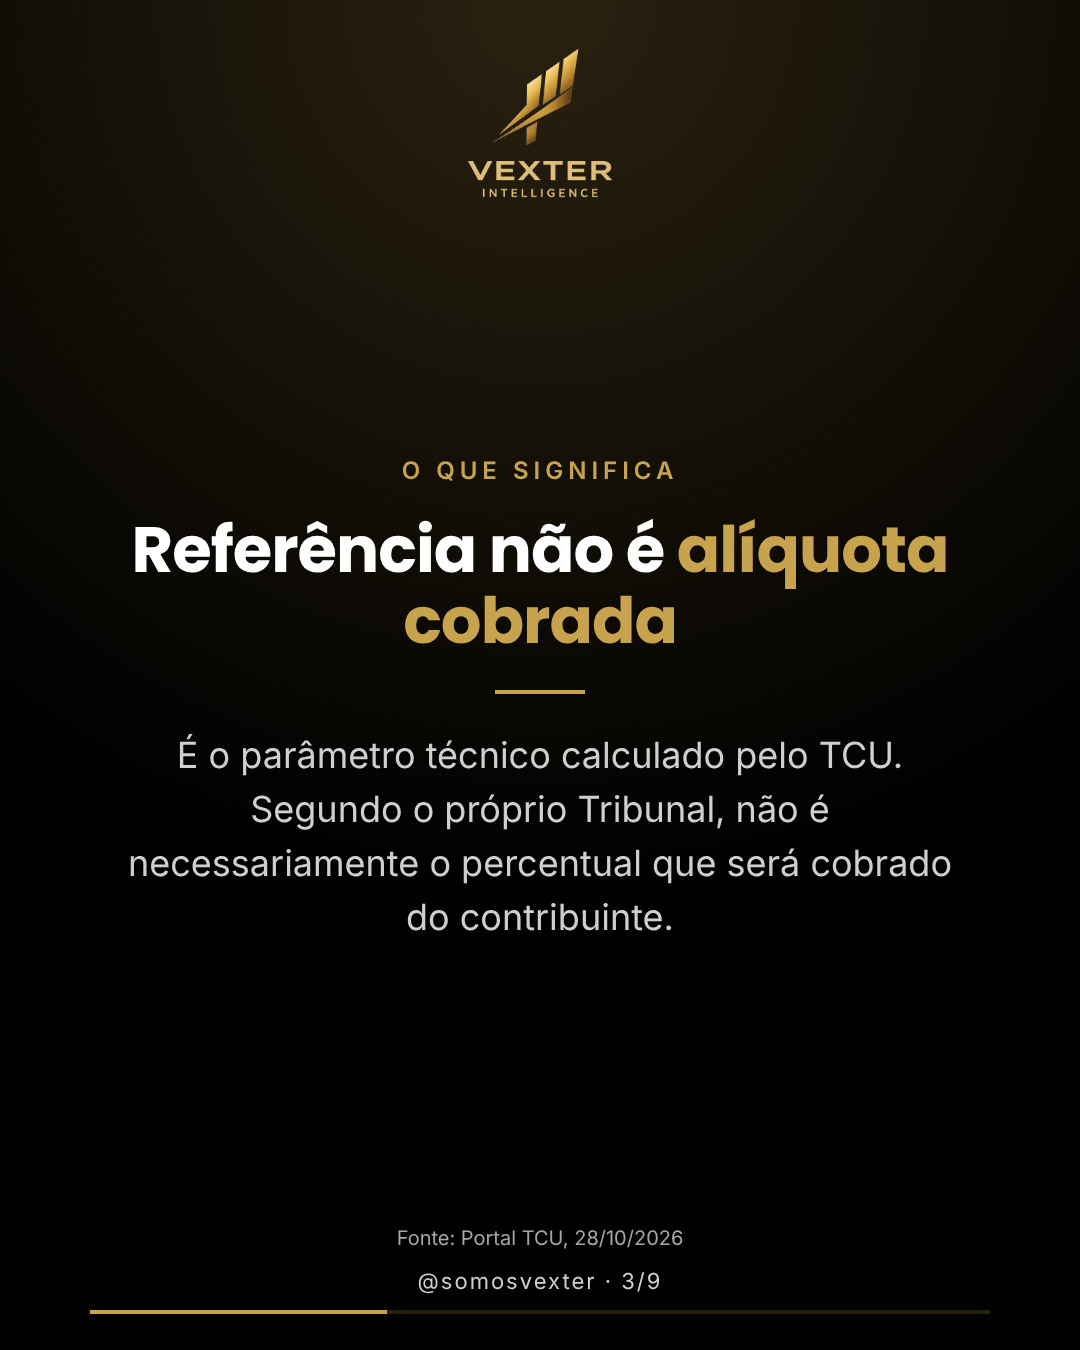 VEXTER
INTELLIGENCE
O QUE SIGNIFICA
Referência não é alíquota
cobrada
É o parâmetro técnico calculado pelo TCU.
Segundo o próprio Tribunal, não é
necessariamente o percentual que será cobrado
do contribuinte.
Fonte: Portal TCU, 28/10/2026
@somosvexter · 3/9